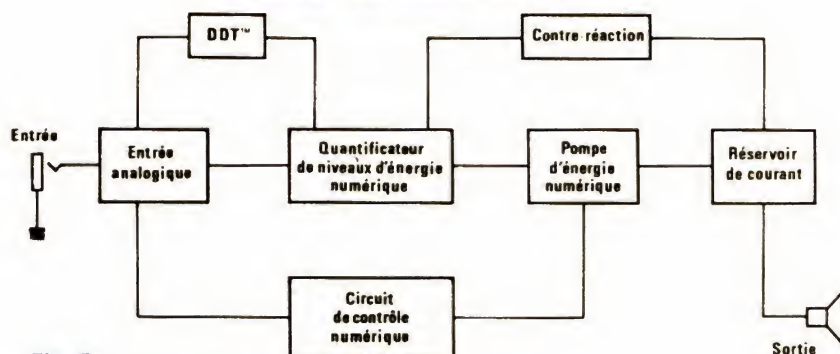 DDT™
Contre-réaction
Entrée
Entrée
analogique
Quantificateur
de niveaux d'énergie
numérique
Pompe
d'énergie
numérique
Réservoir
de courant
Circuit
de contrôle
numérique
Sortie